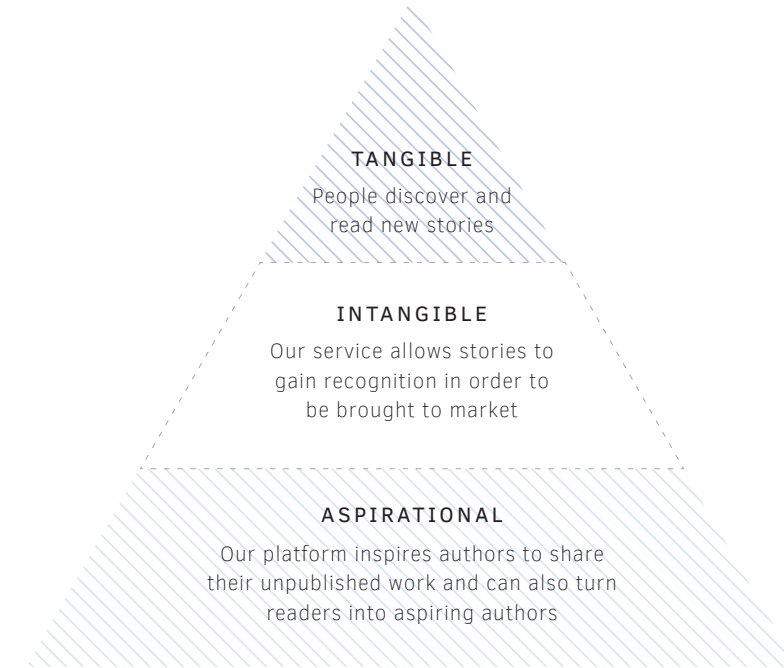 TANGIBLE
People discover and
read new stories
INTANGIBLE
Our service allows stories to
gain recognition in order to
be brought to market
ASPIRATIONAL
Our platform inspires authors to share
their unpublished work and can also turn
readers into aspiring authors